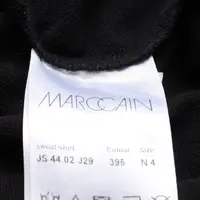 MARCCAIN
sweat shirt Colour Size
JS 44.02 J29 395 N 4